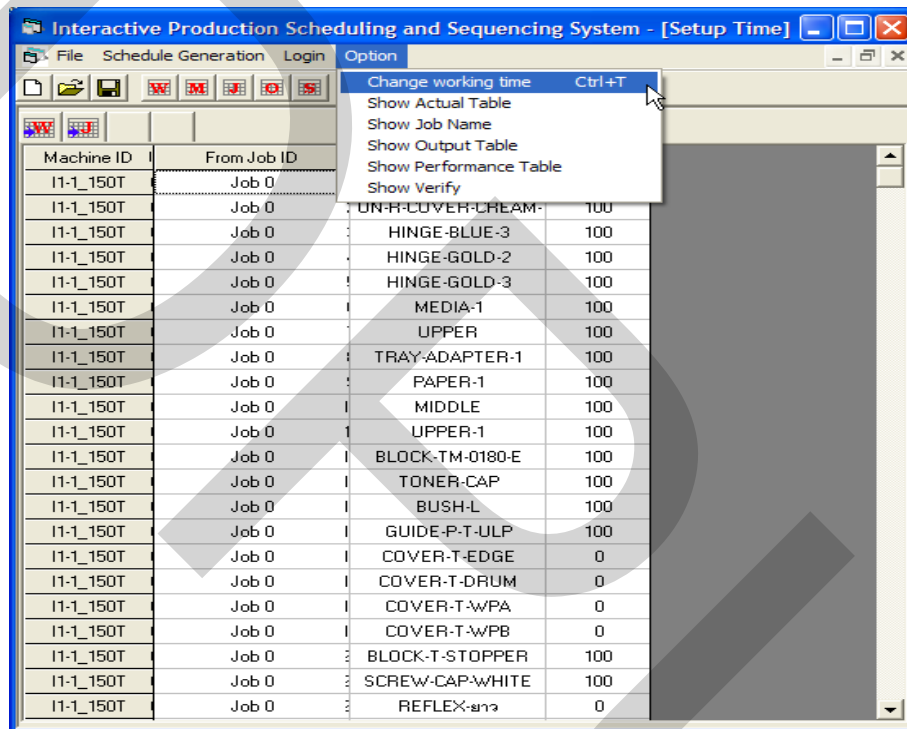 Interactive Production Scheduling and Sequencing System - [Setup Time]
File Schedule Generation Login Option
W M J O S
Change working time Ctrl+T
Show Actual Table
Show Job Name
Show Output Table
Show Performance Table
Show Verify
W J
Machine ID From Job ID
I1-1_150T Job 0
I1-1_150T Job 0 UN-R-COVER-CREAM- 100
I1-1_150T Job 0 HINGE-BLUE-3 100
I1-1_150T Job 0 HINGE-GOLD-2 100
I1-1_150T Job 0 HINGE-GOLD-3 100
I1-1_150T Job 0 MEDIA-1 100
I1-1_150T Job 0 UPPER 100
I1-1_150T Job 0 TRAY-ADAPTER-1 100
I1-1_150T Job 0 PAPER-1 100
I1-1_150T Job 0 MIDDLE 100
I1-1_150T Job 0 UPPER-1 100
I1-1_150T Job 0 BLOCK-TM-0180-E 100
I1-1_150T Job 0 TONER-CAP 100
I1-1_150T Job 0 BUSH-L 100
I1-1_150T Job 0 GUIDE-P-T-ULP 100
I1-1_150T Job 0 COVER-T-EDGE 0
I1-1_150T Job 0 COVER-T-DRUM 0
I1-1_150T Job 0 COVER-T-WPA 0
I1-1_150T Job 0 COVER-T-WPB 0
I1-1_150T Job 0 BLOCK-T-STOPPER 100
I1-1_150T Job 0 SCREW-CAP-WHITE 100
I1-1_150T Job 0 REFLEX-ยาว 0